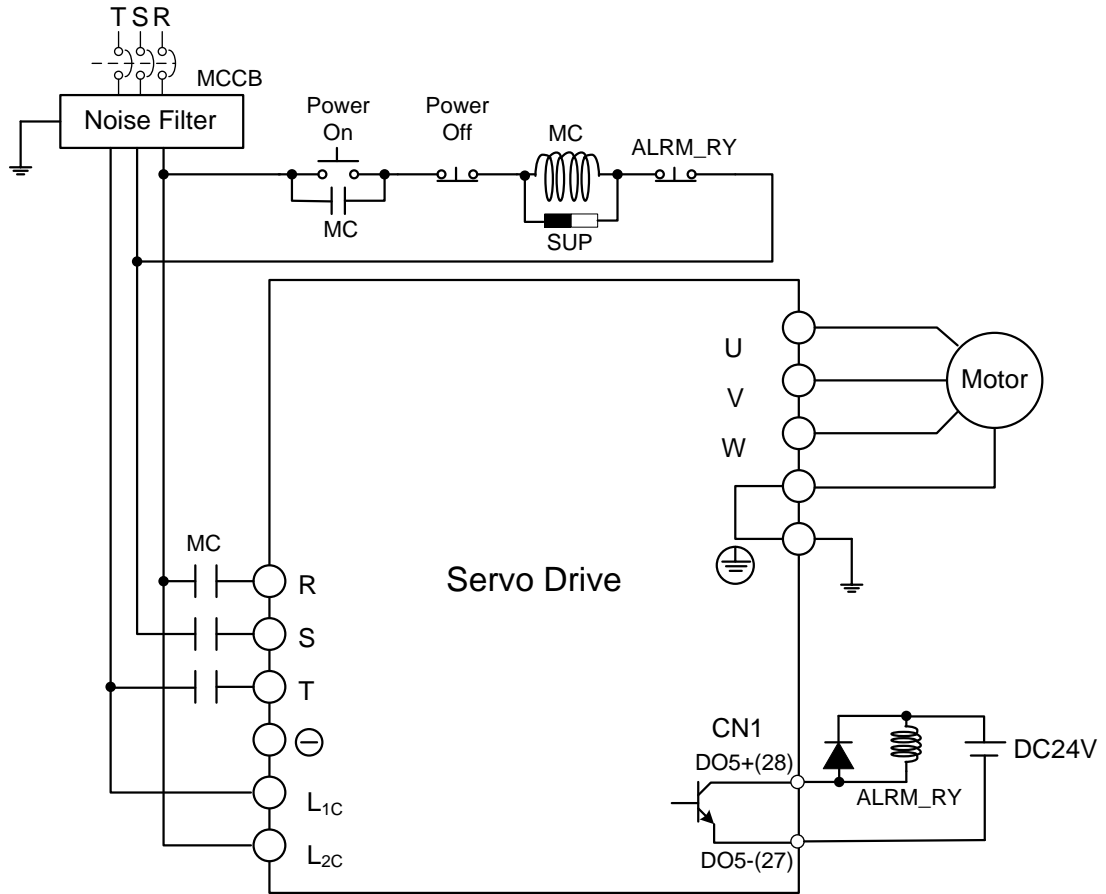 T S R
MCCB
Noise Filter
Power
On
Power
Off
MC
ALRM_RY
MC
SUP
U
V
W
Motor
MC
R
S
T
Servo Drive
L1C
L2C
CN1
DO5+(28)
DO5-(27)
ALRM_RY
DC24V